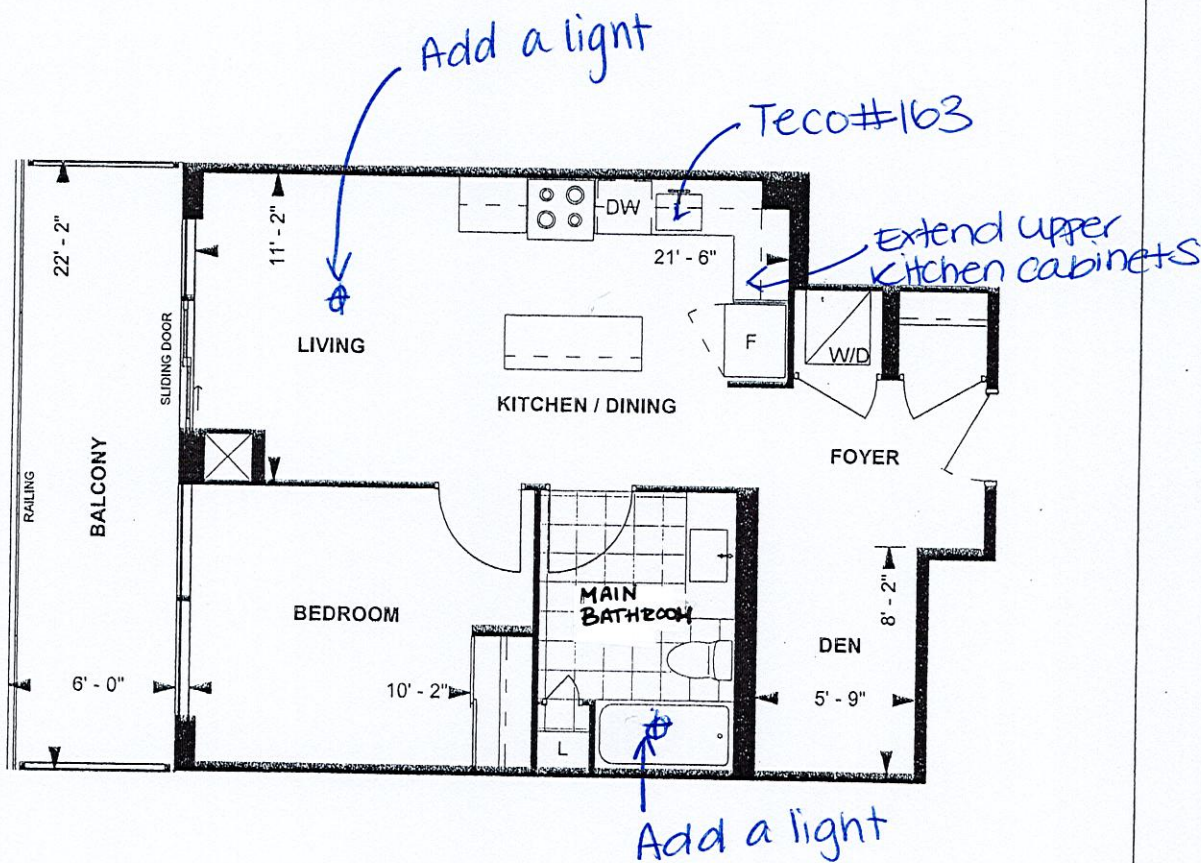 Add a light
Teco#163
22' - 2"
11' - 2"
DW
21' - 6"
Extend upper
kitchen cabinets
SLIDING DOOR
LIVING
F
W/D
KITCHEN / DINING
FOYER
RAILING
BALCONY
BEDROOM
MAIN
BATHROOM
8' - 2"
DEN
6' - 0"
10' - 2"
5' - 9"
L
Add a light